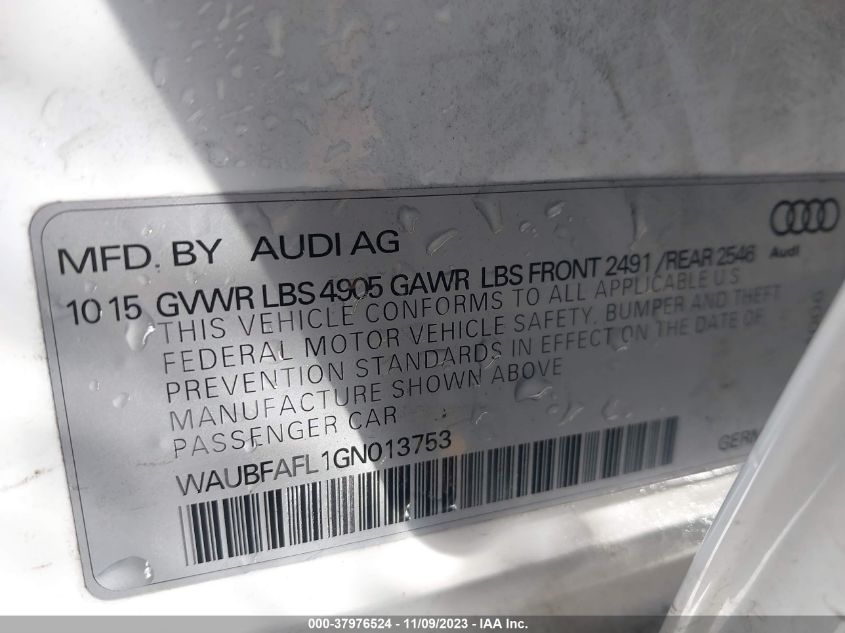 MFD. BY AUDI AG
Audi
10 15 GVWR LBS 4905 GAWR LBS FRONT 2491 / REAR 2546
THIS VEHICLE CONFORMS TO ALL APPLICABLE U S
FEDERAL MOTOR VEHICLE SAFETY, BUMPER AND THEFT
PREVENTION STANDARDS IN EFFECT ON THE DATE OF
MANUFACTURE SHOWN ABOVE
PASSENGER CAR
WAUBFAFL1GN013753
GERM
000-37976524 - 11/09/2023 - IAA Inc.